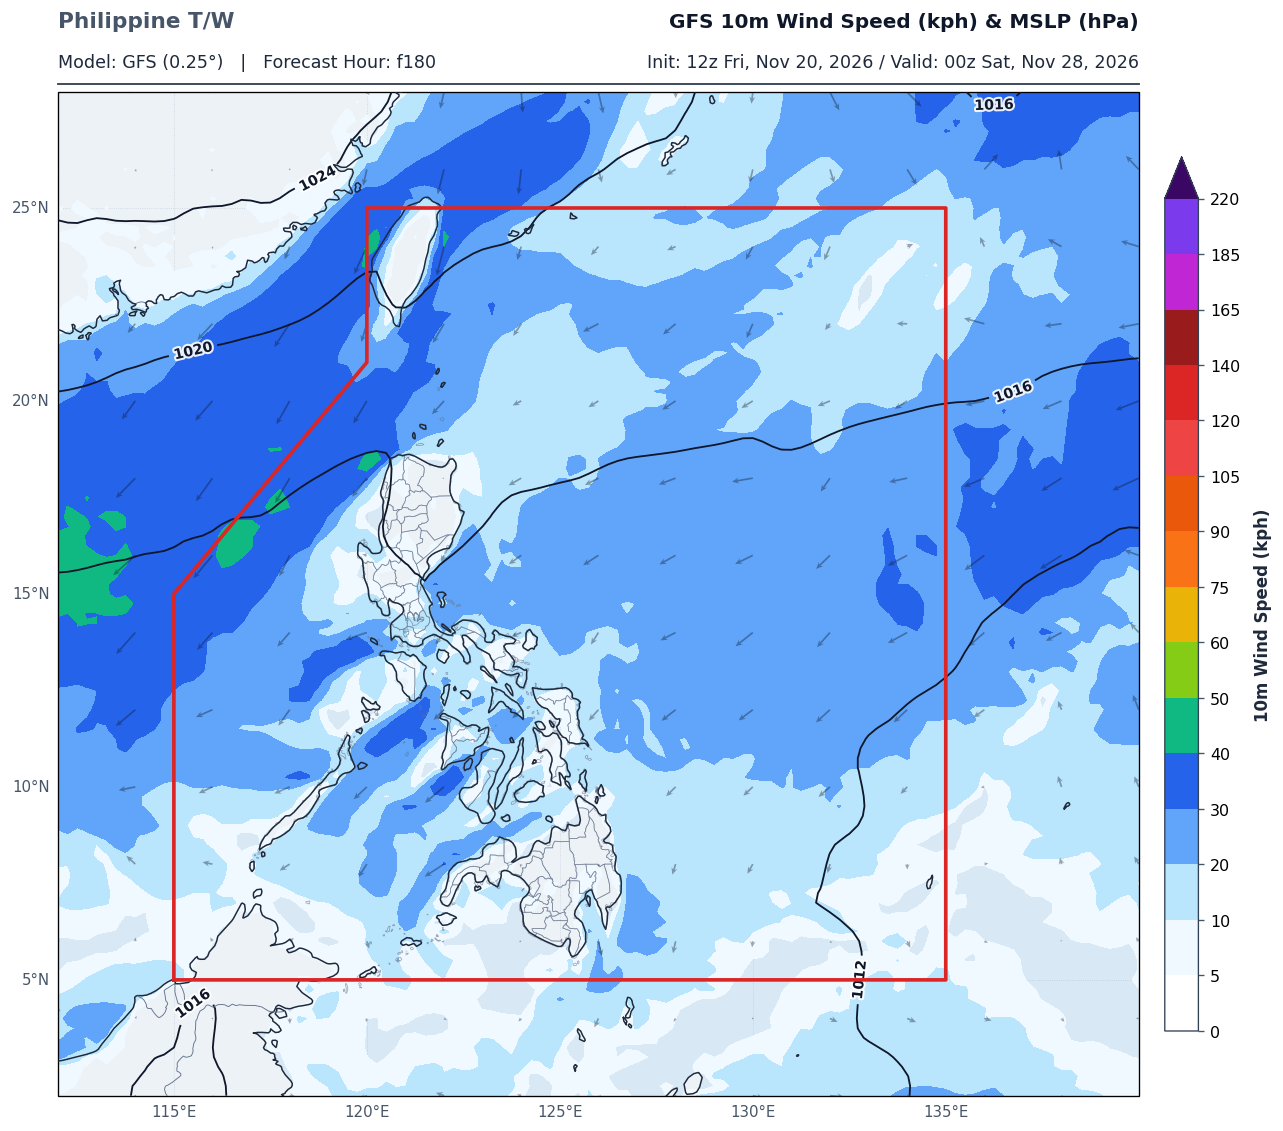 Philippine T/W
GFS 10m Wind Speed (kph) & MSLP (hPa)
Model: GFS (0.25°) | Forecast Hour: f180
Init: 12z Fri, Nov 20, 2026 / Valid: 00z Sat, Nov 28, 2026
1016
1024
1020
1016
1016
1012
25°N
20°N
15°N
10°N
5°N
115°E
120°E
125°E
130°E
135°E
220
185
165
140
120
105
90
75
60
50
40
30
20
10
5
0
10m Wind Speed (kph)